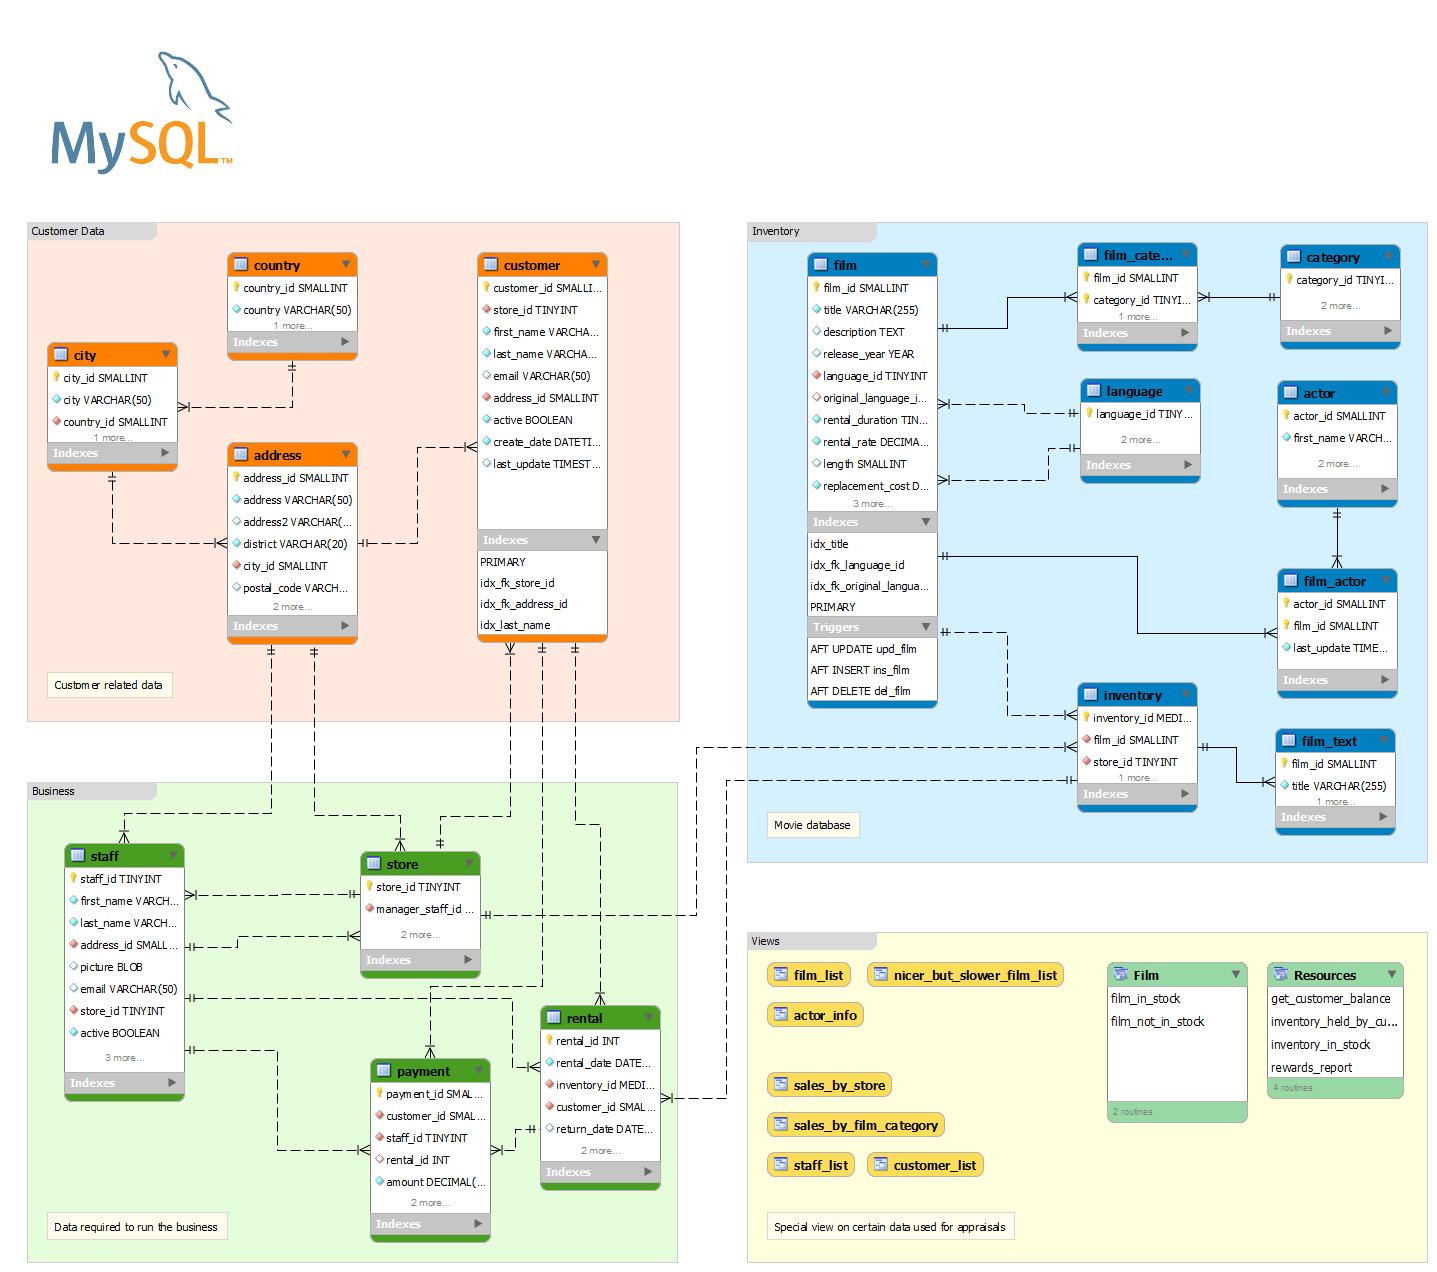 MySQL™
Customer Data
country
country_id SMALLINT
country VARCHAR(50)
1 more...
Indexes
city
city_id SMALLINT
city VARCHAR(50)
country_id SMALLINT
1 more...
Indexes
address
address_id SMALLINT
address VARCHAR(50)
address2 VARCHAR(...
district VARCHAR(20)
city_id SMALLINT
postal_code VARCH...
2 more...
Indexes
customer
customer_id SMALLI...
store_id TINYINT
first_name VARCHA...
last_name VARCHA...
email VARCHAR(50)
address_id SMALLINT
active BOOLEAN
create_date DATETI...
last_update TIMEST...
Indexes
PRIMARY
idx_fk_store_id
idx_fk_address_id
idx_last_name
Customer related data
Inventory
film
film_id SMALLINT
title VARCHAR(255)
description TEXT
release_year YEAR
language_id TINYINT
original_language_i...
rental_duration TIN...
rental_rate DECIMA...
length SMALLINT
replacement_cost D...
3 more...
Indexes
idx_title
idx_fk_language_id
idx_fk_original_langua...
PRIMARY
Triggers
AFT UPDATE upd_film
AFT INSERT ins_film
AFT DELETE del_film
film_cate...
film_id SMALLINT
category_id TINYI...
1 more...
Indexes
category
category_id TINYI...
2 more...
Indexes
language
language_id TINY...
2 more...
Indexes
actor
actor_id SMALLINT
first_name VARCH...
2 more...
Indexes
film_actor
actor_id SMALLINT
film_id SMALLINT
last_update TIME...
Indexes
inventory
inventory_id MEDI...
film_id SMALLINT
store_id TINYINT
1 more...
Indexes
film_text
film_id SMALLINT
title VARCHAR(255)
1 more...
Indexes
Movie database
Business
staff
staff_id TINYINT
first_name VARCH...
last_name VARCH...
address_id SMALL...
picture BLOB
email VARCHAR(50)
store_id TINYINT
active BOOLEAN
3 more...
Indexes
store
store_id TINYINT
manager_staff_id ...
2 more...
Indexes
payment
payment_id SMAL...
customer_id SMAL...
staff_id TINYINT
rental_id INT
amount DECIMAL(...
2 more...
Indexes
rental
rental_id INT
rental_date DATE...
inventory_id MEDI...
customer_id SMAL...
return_date DATE...
2 more...
Indexes
Data required to run the business
Views
film_list
nicer_but_slower_film_list
actor_info
sales_by_store
sales_by_film_category
staff_list
customer_list
Film
film_in_stock
film_not_in_stock
2 routines
Resources
get_customer_balance
inventory_held_by_cu...
inventory_in_stock
rewards_report
4 routines
Special view on certain data used for appraisals